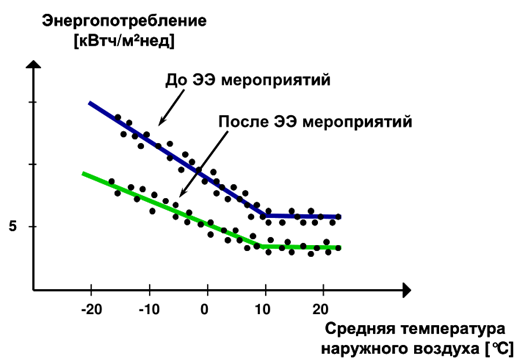 Энергопотребление
[кВтч/м²нед]
До ЭЭ мероприятий
После ЭЭ мероприятий
5
-20 -10 0 10 20
Средняя температура
наружного воздуха [°C]